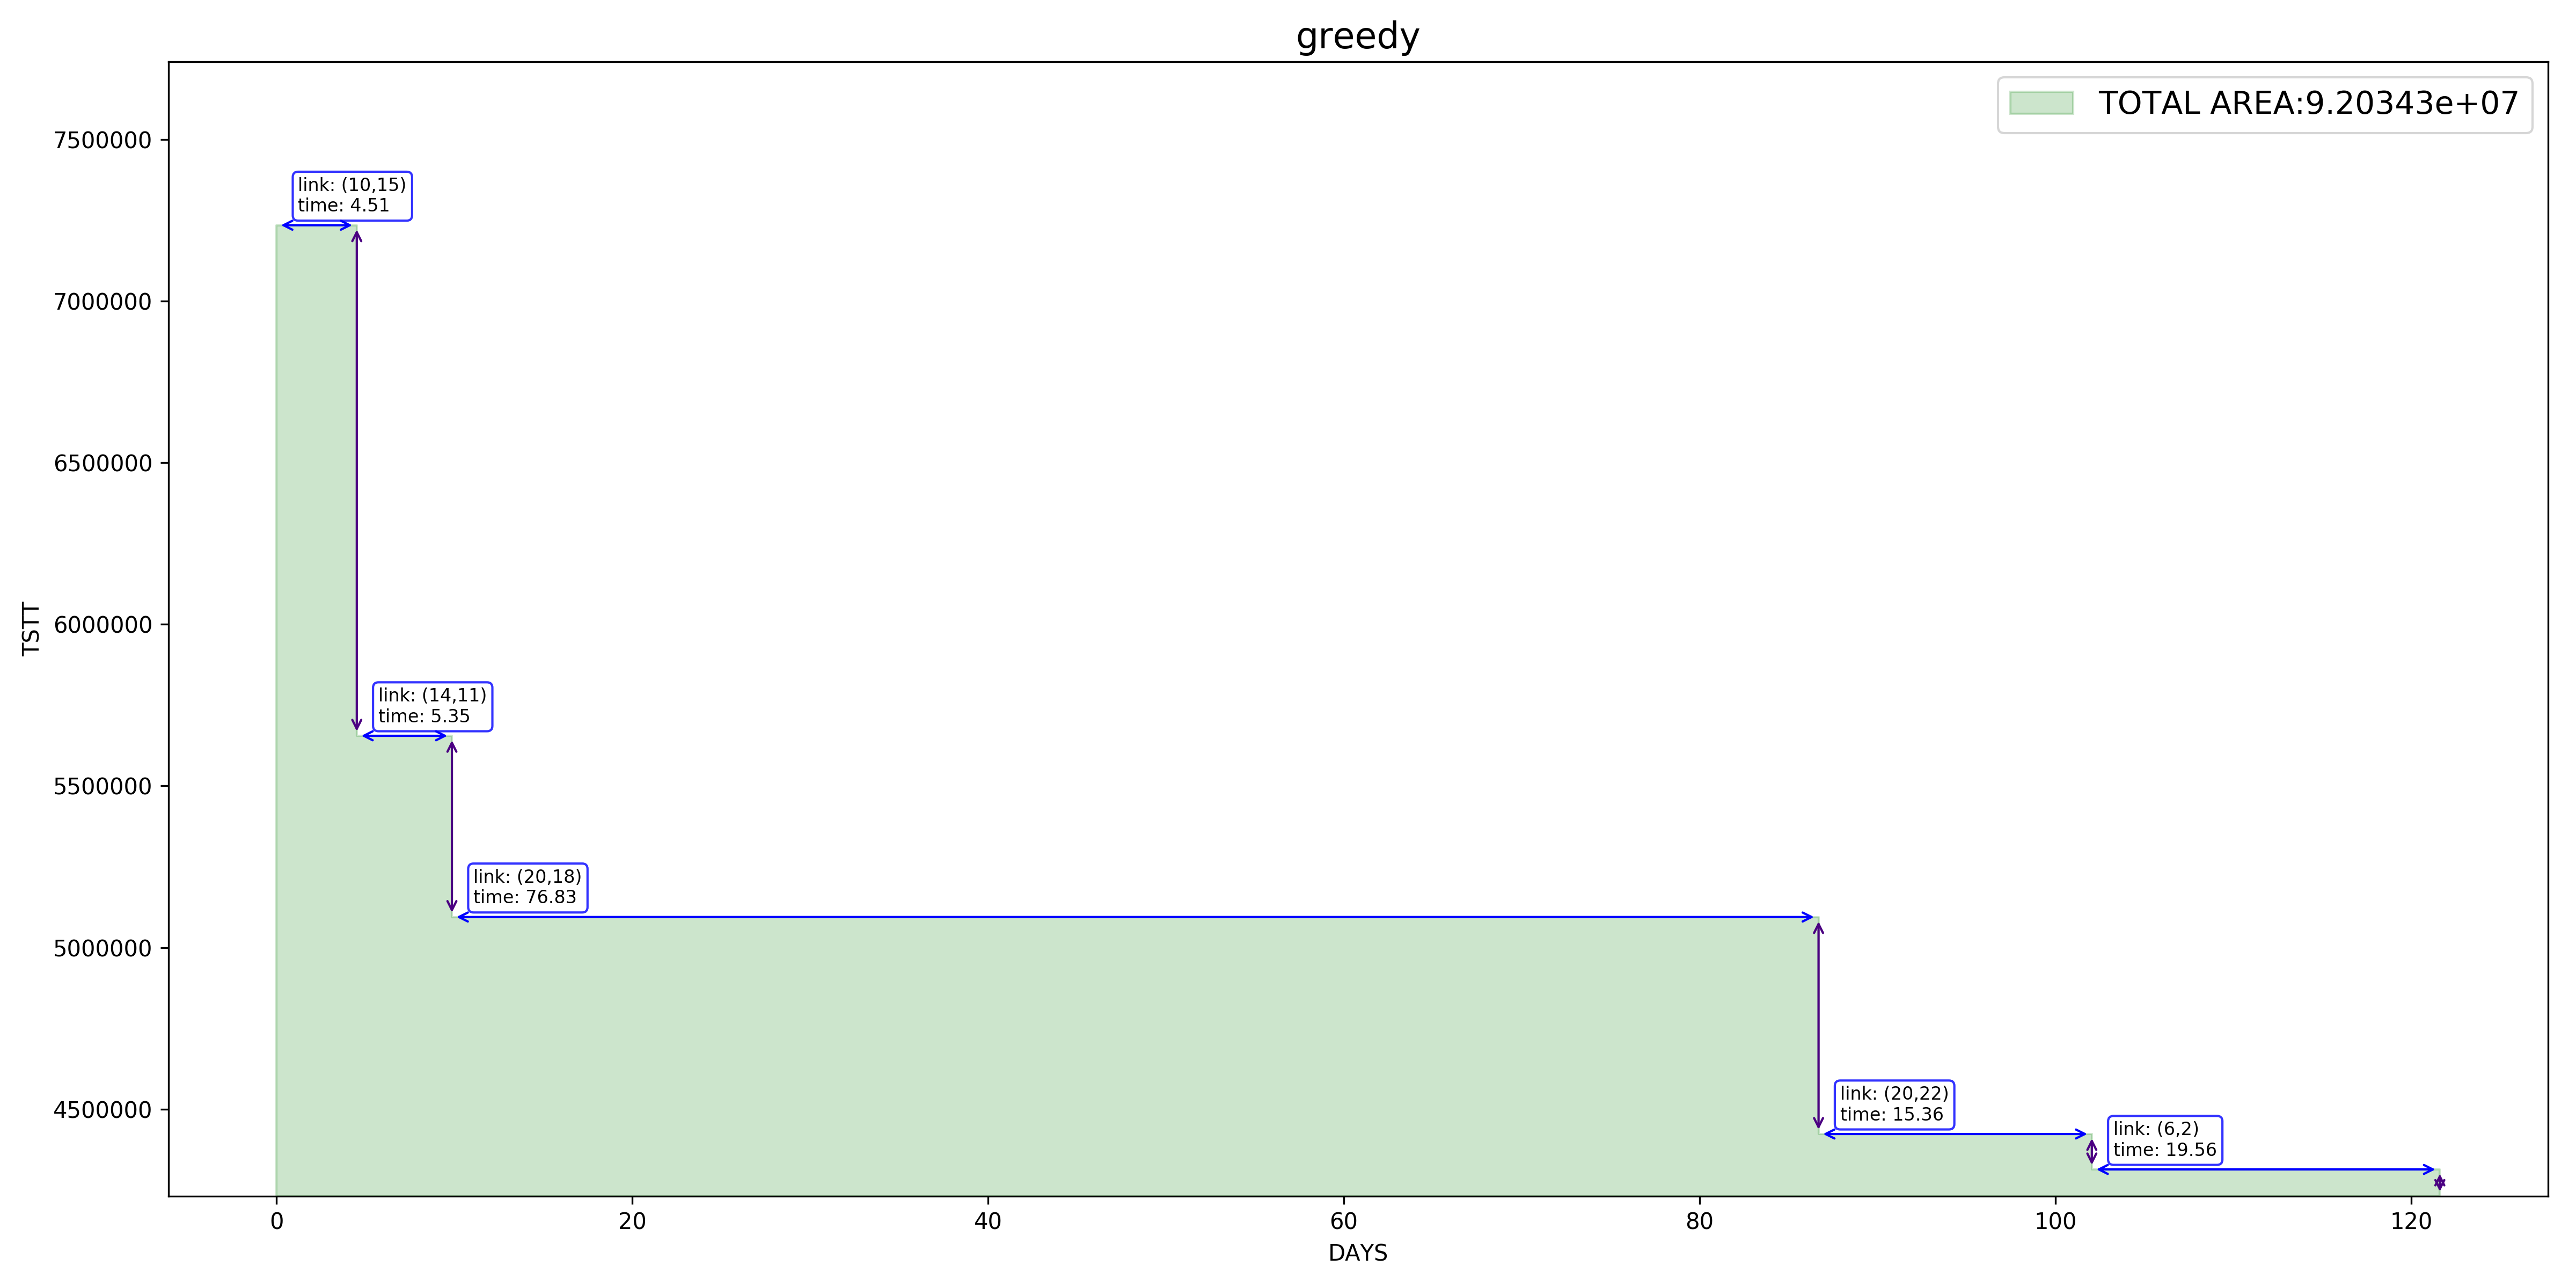 greedy
TOTAL AREA:9.20343e+07
7500000
7000000
6500000
6000000
5500000
5000000
4500000
TSTT
link: (10,15)
time: 4.51
link: (14,11)
time: 5.35
link: (20,18)
time: 76.83
link: (20,22)
time: 15.36
link: (6,2)
time: 19.56
0 20 40 60 80 100 120
DAYS